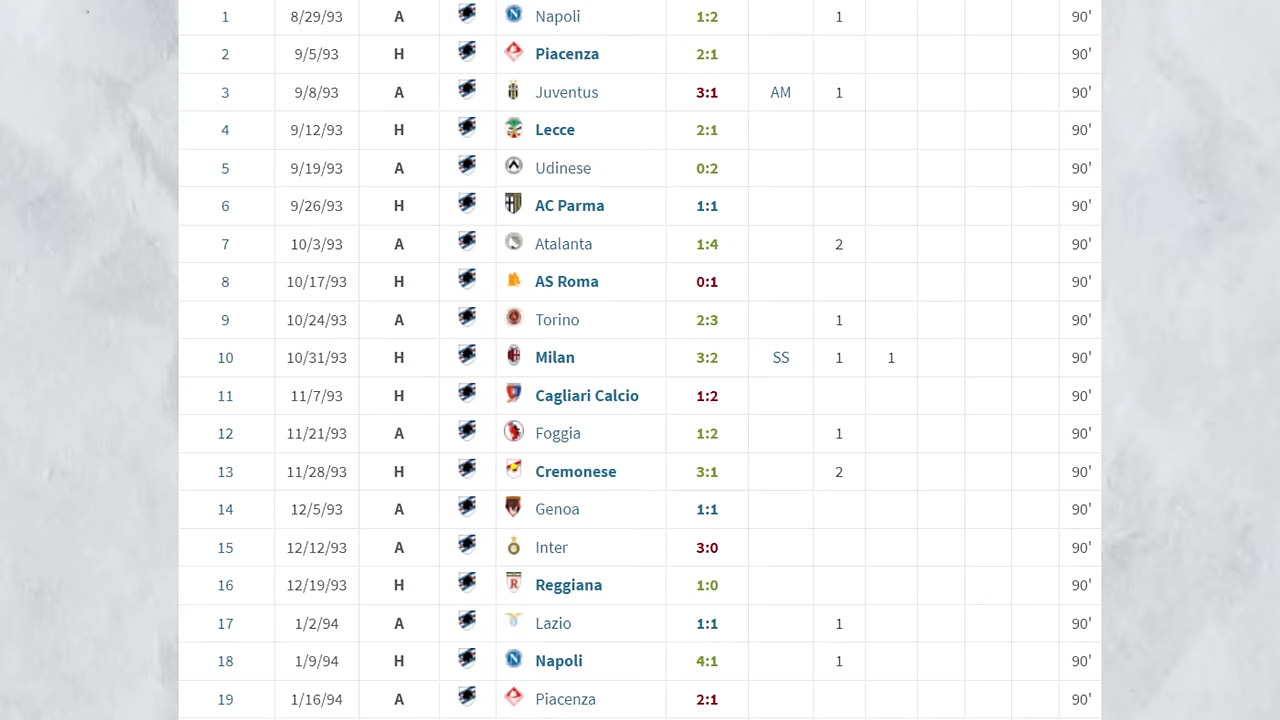 1 8/29/93 A Napoli 1:2 1 90'
2 9/5/93 H Piacenza 2:1 90'
3 9/8/93 A Juventus 3:1 AM 1 90'
4 9/12/93 H Lecce 2:1 90'
5 9/19/93 A Udinese 0:2 90'
6 9/26/93 H AC Parma 1:1 90'
7 10/3/93 A Atalanta 1:4 2 90'
8 10/17/93 H AS Roma 0:1 90'
9 10/24/93 A Torino 2:3 1 90'
10 10/31/93 H Milan 3:2 SS 1 1 90'
11 11/7/93 H Cagliari Calcio 1:2 90'
12 11/21/93 A Foggia 1:2 1 90'
13 11/28/93 H Cremonese 3:1 2 90'
14 12/5/93 A Genoa 1:1 90'
15 12/12/93 A Inter 3:0 90'
16 12/19/93 H Reggiana 1:0 90'
17 1/2/94 A Lazio 1:1 1 90'
18 1/9/94 H Napoli 4:1 1 90'
19 1/16/94 A Piacenza 2:1 90'